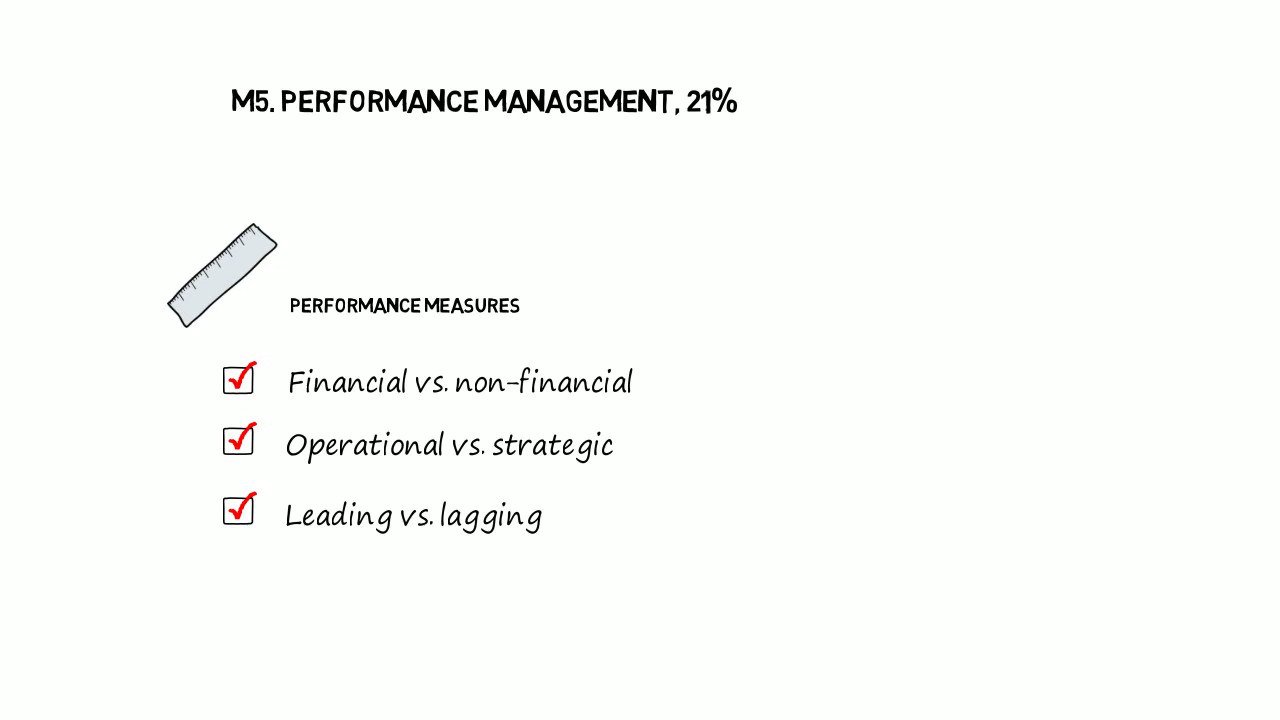 M5. PERFORMANCE MANAGEMENT, 21%
PERFORMANCE MEASURES
Financial vs. non-financial
Operational vs. strategic
Leading vs. lagging